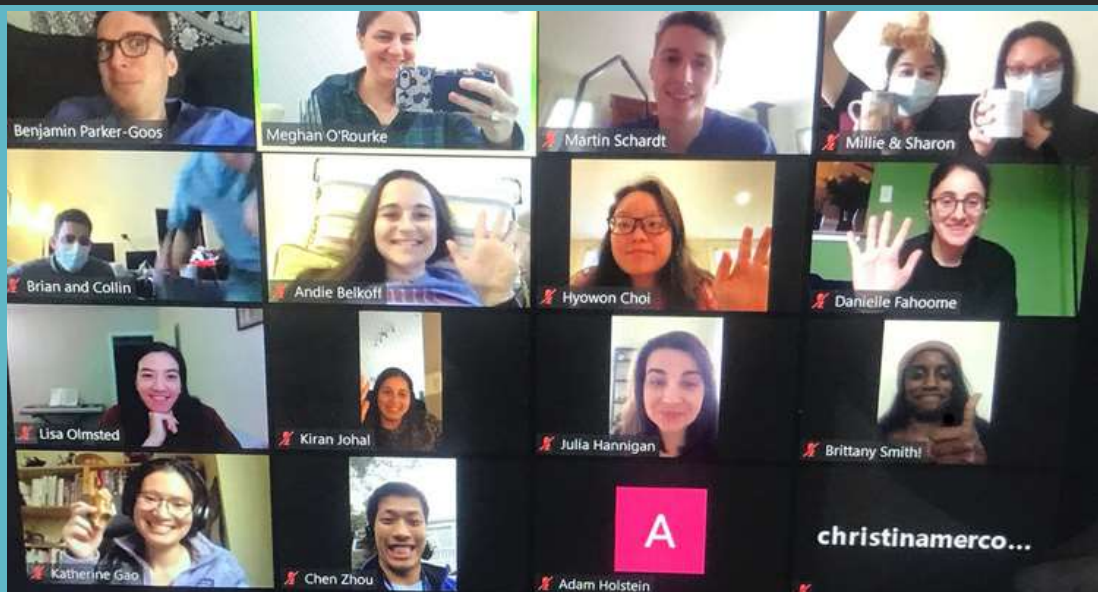 Benjamin Parker-Goos
Meghan O'Rourke
Martin Schardt
Millie & Sharon
Brian and Collin
Andie Belkoff
Hyowon Choi
Danielle Fahoome
Lisa Olmsted
Kiran Johal
Julia Hannigan
Brittany Smith!
Katherine Gao
Chen Zhou
A
Adam Holstein
christinamerco...